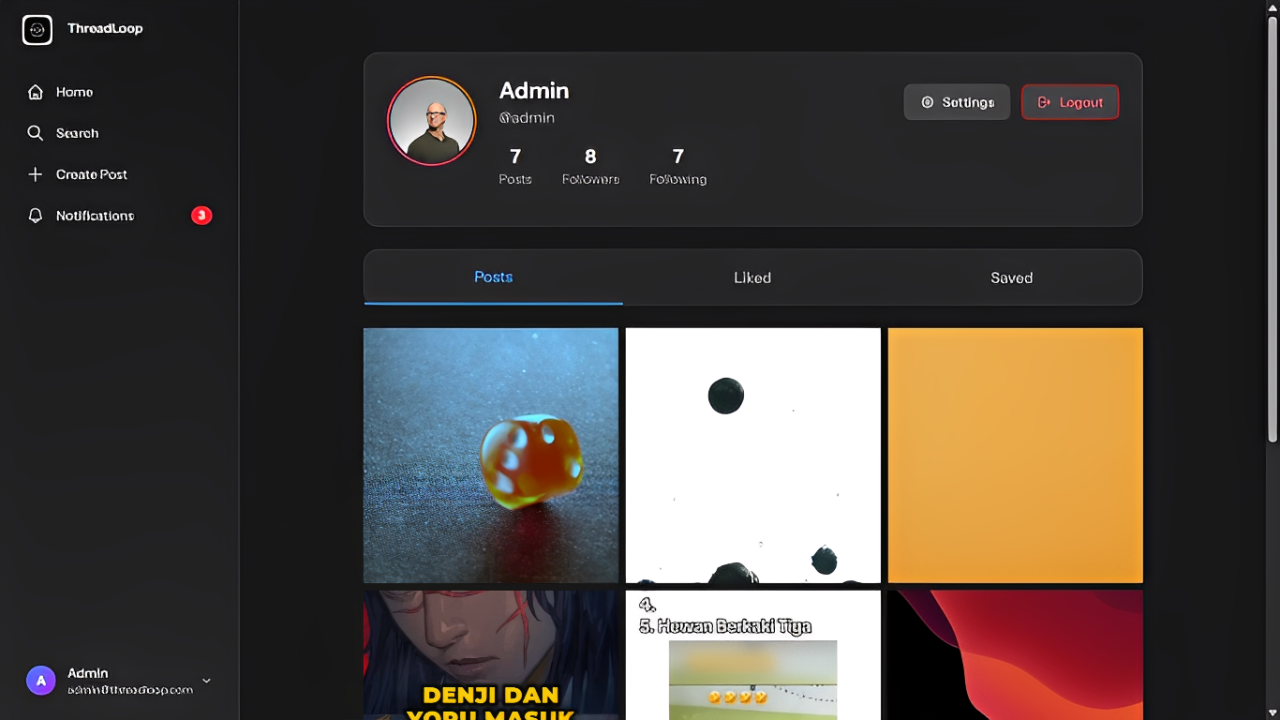 ThreadLoop
Home
Search
Create Post
Notifications 3
Admin
@admin
7 8 7
Posts Followers Following
Settings Logout
Posts Liked Saved
4.
5. Hewan Berkaki Tiga
DENJI DAN
YORU MASUK
A
Admin
admin@threadloop.com